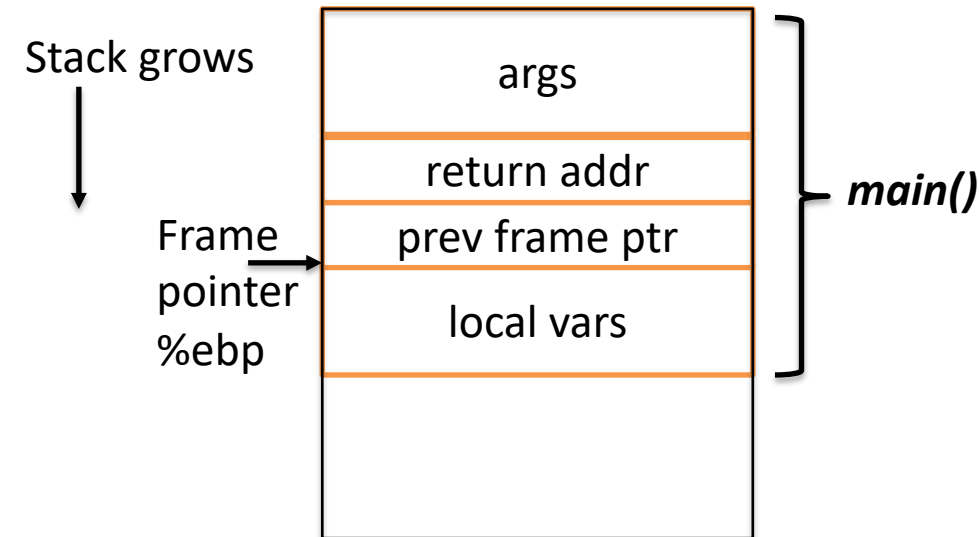 Stack grows
args
return addr
main()
prev frame ptr
Frame
pointer
%ebp
local vars